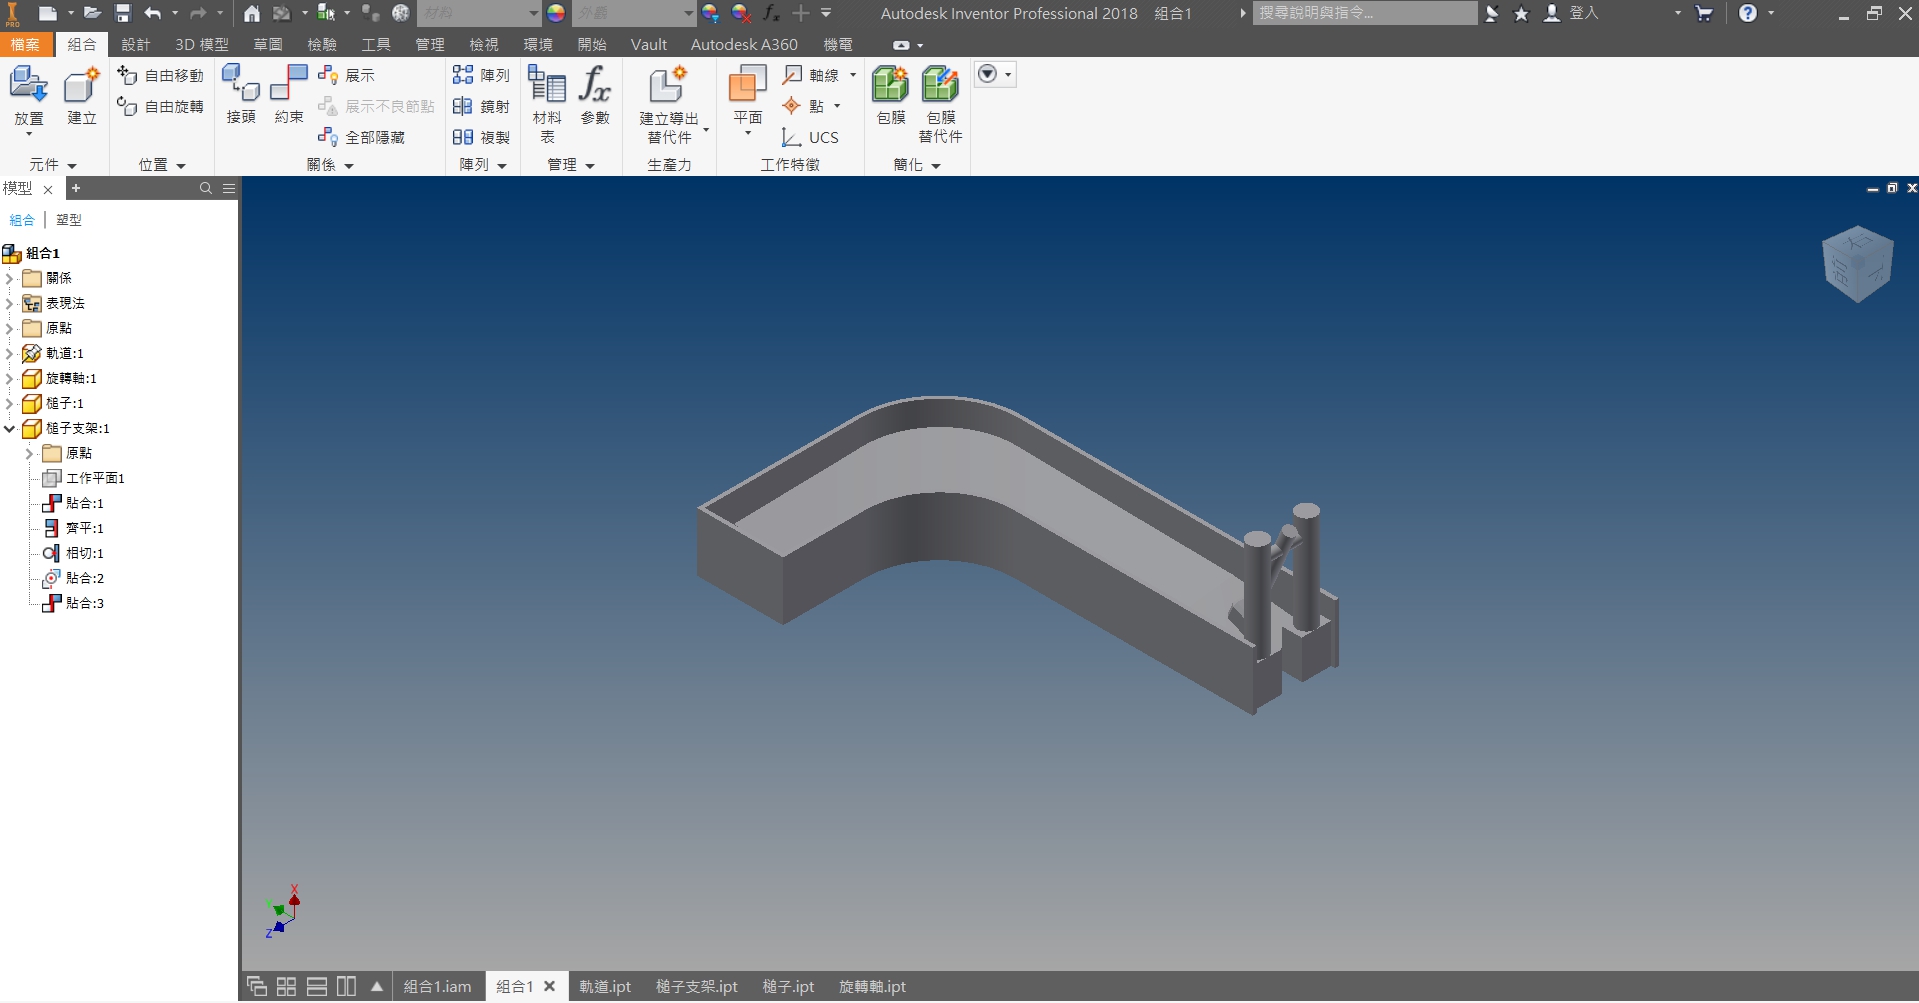 PRO 材料 外觀 Autodesk Inventor Professional 2018 組合1 搜尋說明與指令... 登入
檔案 組合 設計 3D 模型 草圖 檢驗 工具 管理 檢視 環境 開始 Vault Autodesk A360 機電
放置 建立 自由移動 自由旋轉
接頭 約束 展示 展示不良節點 全部隱藏
陣列 鏡射 複製
材料表 參數
建立導出替代件
平面 軸線 點 UCS
包膜 包膜替代件
元件 位置 關係 陣列 管理 生產力 工作特徵 簡化
模型
組合 塑型
組合1
關係
表現法
原點
軌道:1
旋轉軸:1
槌子:1
槌子支架:1
原點
工作平面1
貼合:1
齊平:1
相切:1
貼合:2
貼合:3
X
Z
組合1.iam 組合1 軌道.ipt 槌子支架.ipt 槌子.ipt 旋轉軸.ipt